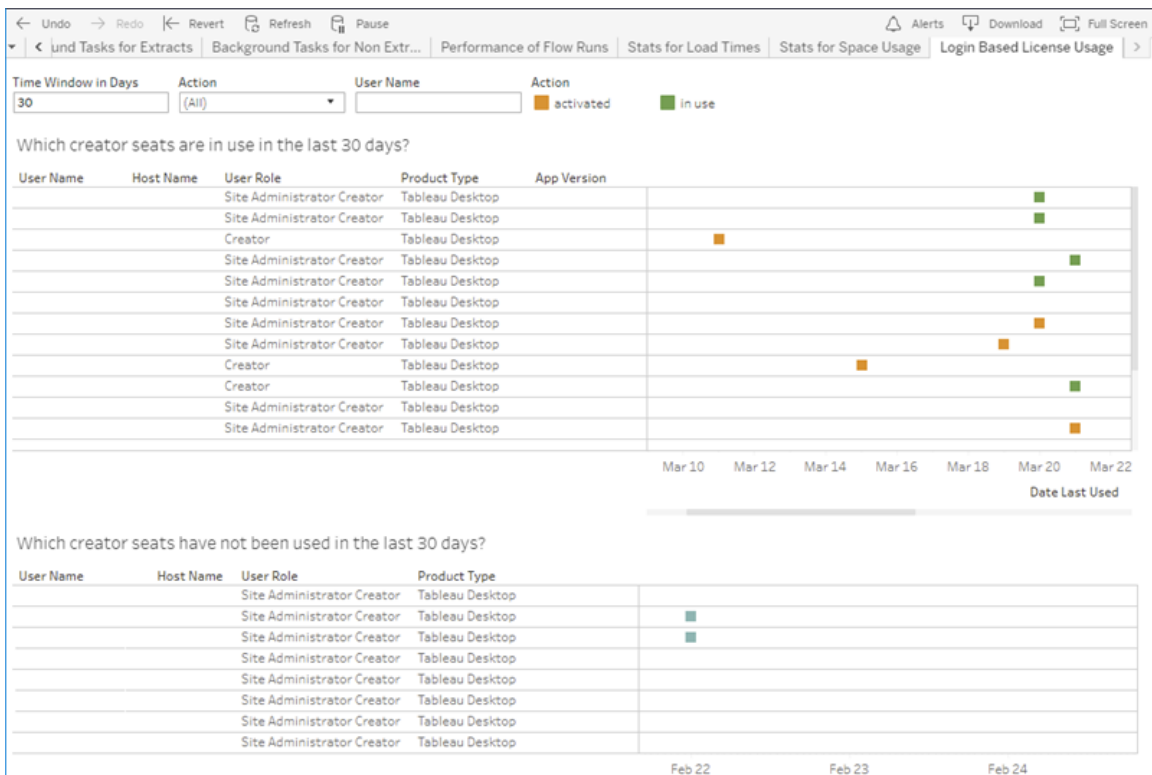 Undo Redo Revert Refresh Pause Alerts Download Full Screen
und Tasks for Extracts Background Tasks for Non Extr... Performance of Flow Runs Stats for Load Times Stats for Space Usage Login Based License Usage
Time Window in Days Action User Name Action
30 (All) activated in use
Which creator seats are in use in the last 30 days?
User Name Host Name User Role Product Type App Version
Site Administrator Creator Tableau Desktop
Site Administrator Creator Tableau Desktop
Creator Tableau Desktop
Site Administrator Creator Tableau Desktop
Site Administrator Creator Tableau Desktop
Site Administrator Creator Tableau Desktop
Site Administrator Creator Tableau Desktop
Site Administrator Creator Tableau Desktop
Creator Tableau Desktop
Creator Tableau Desktop
Site Administrator Creator Tableau Desktop
Site Administrator Creator Tableau Desktop
Mar 10 Mar 12 Mar 14 Mar 16 Mar 18 Mar 20 Mar 22
Date Last Used
Which creator seats have not been used in the last 30 days?
User Name Host Name User Role Product Type
Site Administrator Creator Tableau Desktop
Site Administrator Creator Tableau Desktop
Site Administrator Creator Tableau Desktop
Site Administrator Creator Tableau Desktop
Site Administrator Creator Tableau Desktop
Site Administrator Creator Tableau Desktop
Site Administrator Creator Tableau Desktop
Site Administrator Creator Tableau Desktop
Feb 22 Feb 23 Feb 24